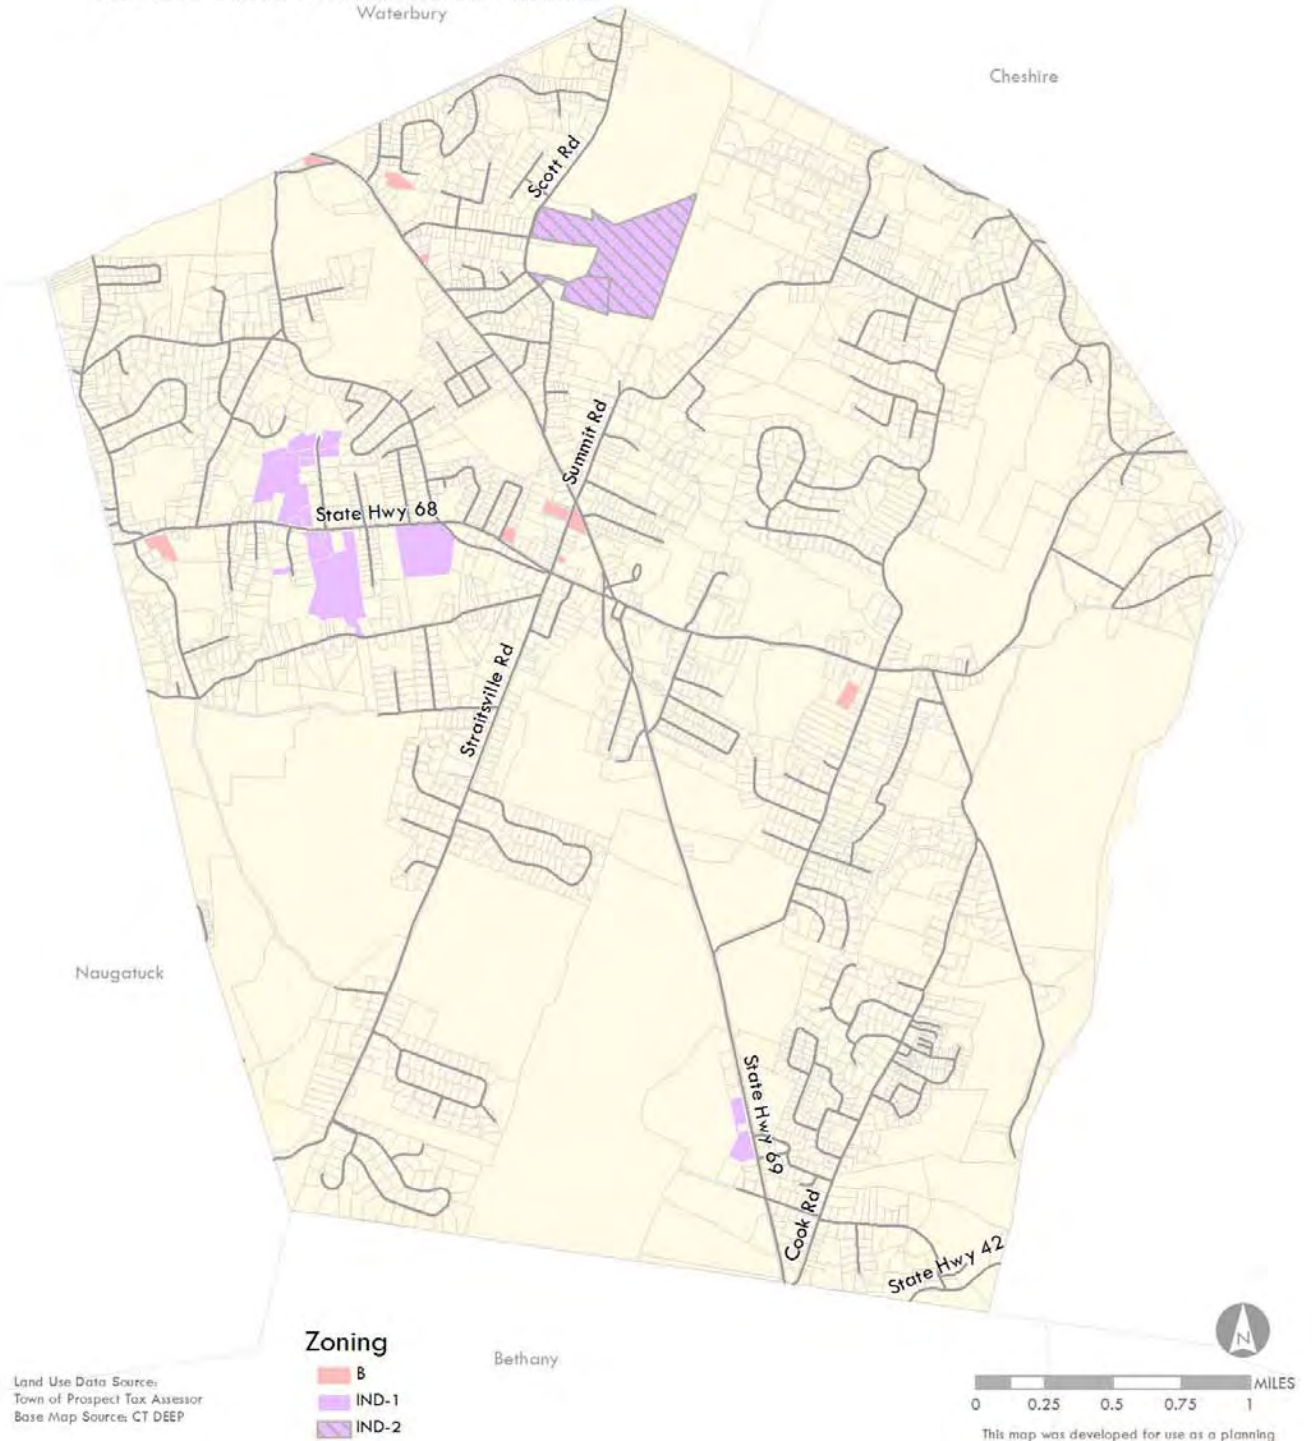 Waterbury
Cheshire
Scott Rd
Summit Rd
State Hwy 68
Straitsville Rd
Naugatuck
State Hwy 69
Cook Rd
State Hwy 42
Zoning
B
IND-1
IND-2
Bethany
Land Use Data Source:
Town of Prospect Tax Assessor
Base Map Source: CT DEEP
N
MILES
0 0.25 0.5 0.75 1
This map was developed for use as a planning